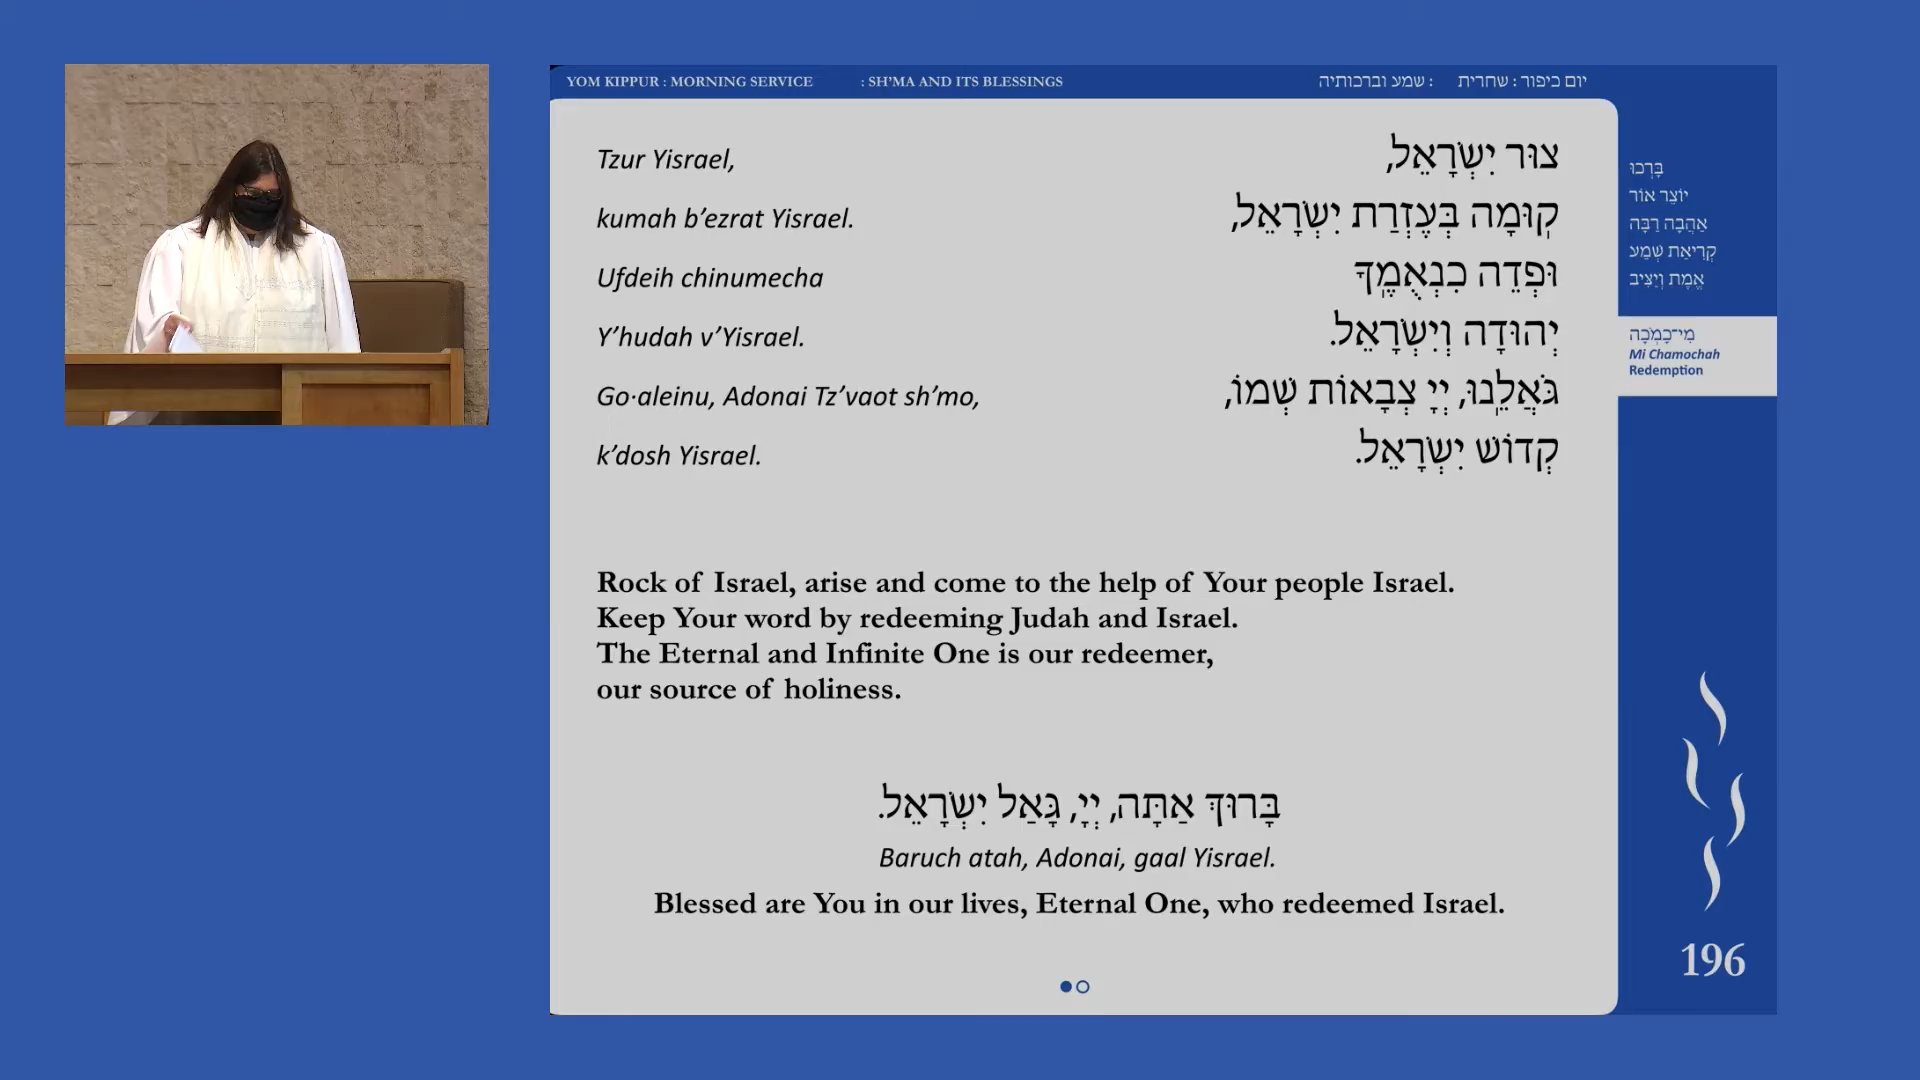 YOM KIPPUR : MORNING SERVICE : SH'MA AND ITS BLESSINGS
יום כיפור : שחרית : שמע וברכותיה
Tzur Yisrael,
צוּר יִשְׂרָאֵל,
kumah b'ezrat Yisrael.
קֽוּמָה בְּעֶזְרַת יִשְׂרָאֵל,
Ufdeih chinumecha
וּפְדֵה כִנְאֻמֶֽךָ
Y'hudah v'Yisrael.
יְהוּדָה וְיִשְׂרָאֵל.
Go·aleinu, Adonai Tz'vaot sh'mo,
גֹּאֲלֵֽנוּ, יְיָ צְבָאוֹת שְׁמוֹ,
k'dosh Yisrael.
קְדוֹשׁ יִשְׂרָאֵל.
Rock of Israel, arise and come to the help of Your people Israel.
Keep Your word by redeeming Judah and Israel.
The Eternal and Infinite One is our redeemer,
our source of holiness.
בָּרוּךְ אַתָּה, יְיָ, גָּאַל יִשְׂרָאֵל.
Baruch atah, Adonai, gaal Yisrael.
Blessed are You in our lives, Eternal One, who redeemed Israel.
בָּרְכוּ
יוֹצֵר אוֹר
אַהֲבָה רַבָּה
קְרִיאַת שְׁמַע
אֱמֶת וְיַצִּיב
מִי־כָמֹֽכָה
Mi Chamochah
Redemption
196